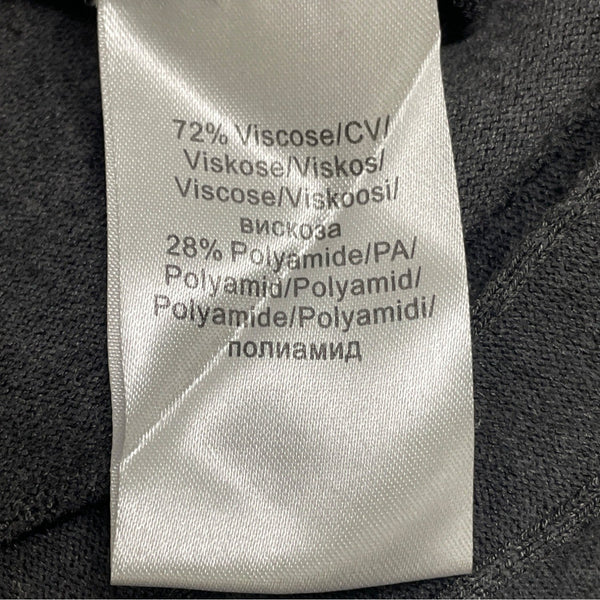 72% Viscose/CV/
Viskose/Viskos/
Viscose/Viskoosi/
вискоза
28% Polyamide/PA/
Polyamid/Polyamid/
Polyamide/Polyamidi/
полиамид